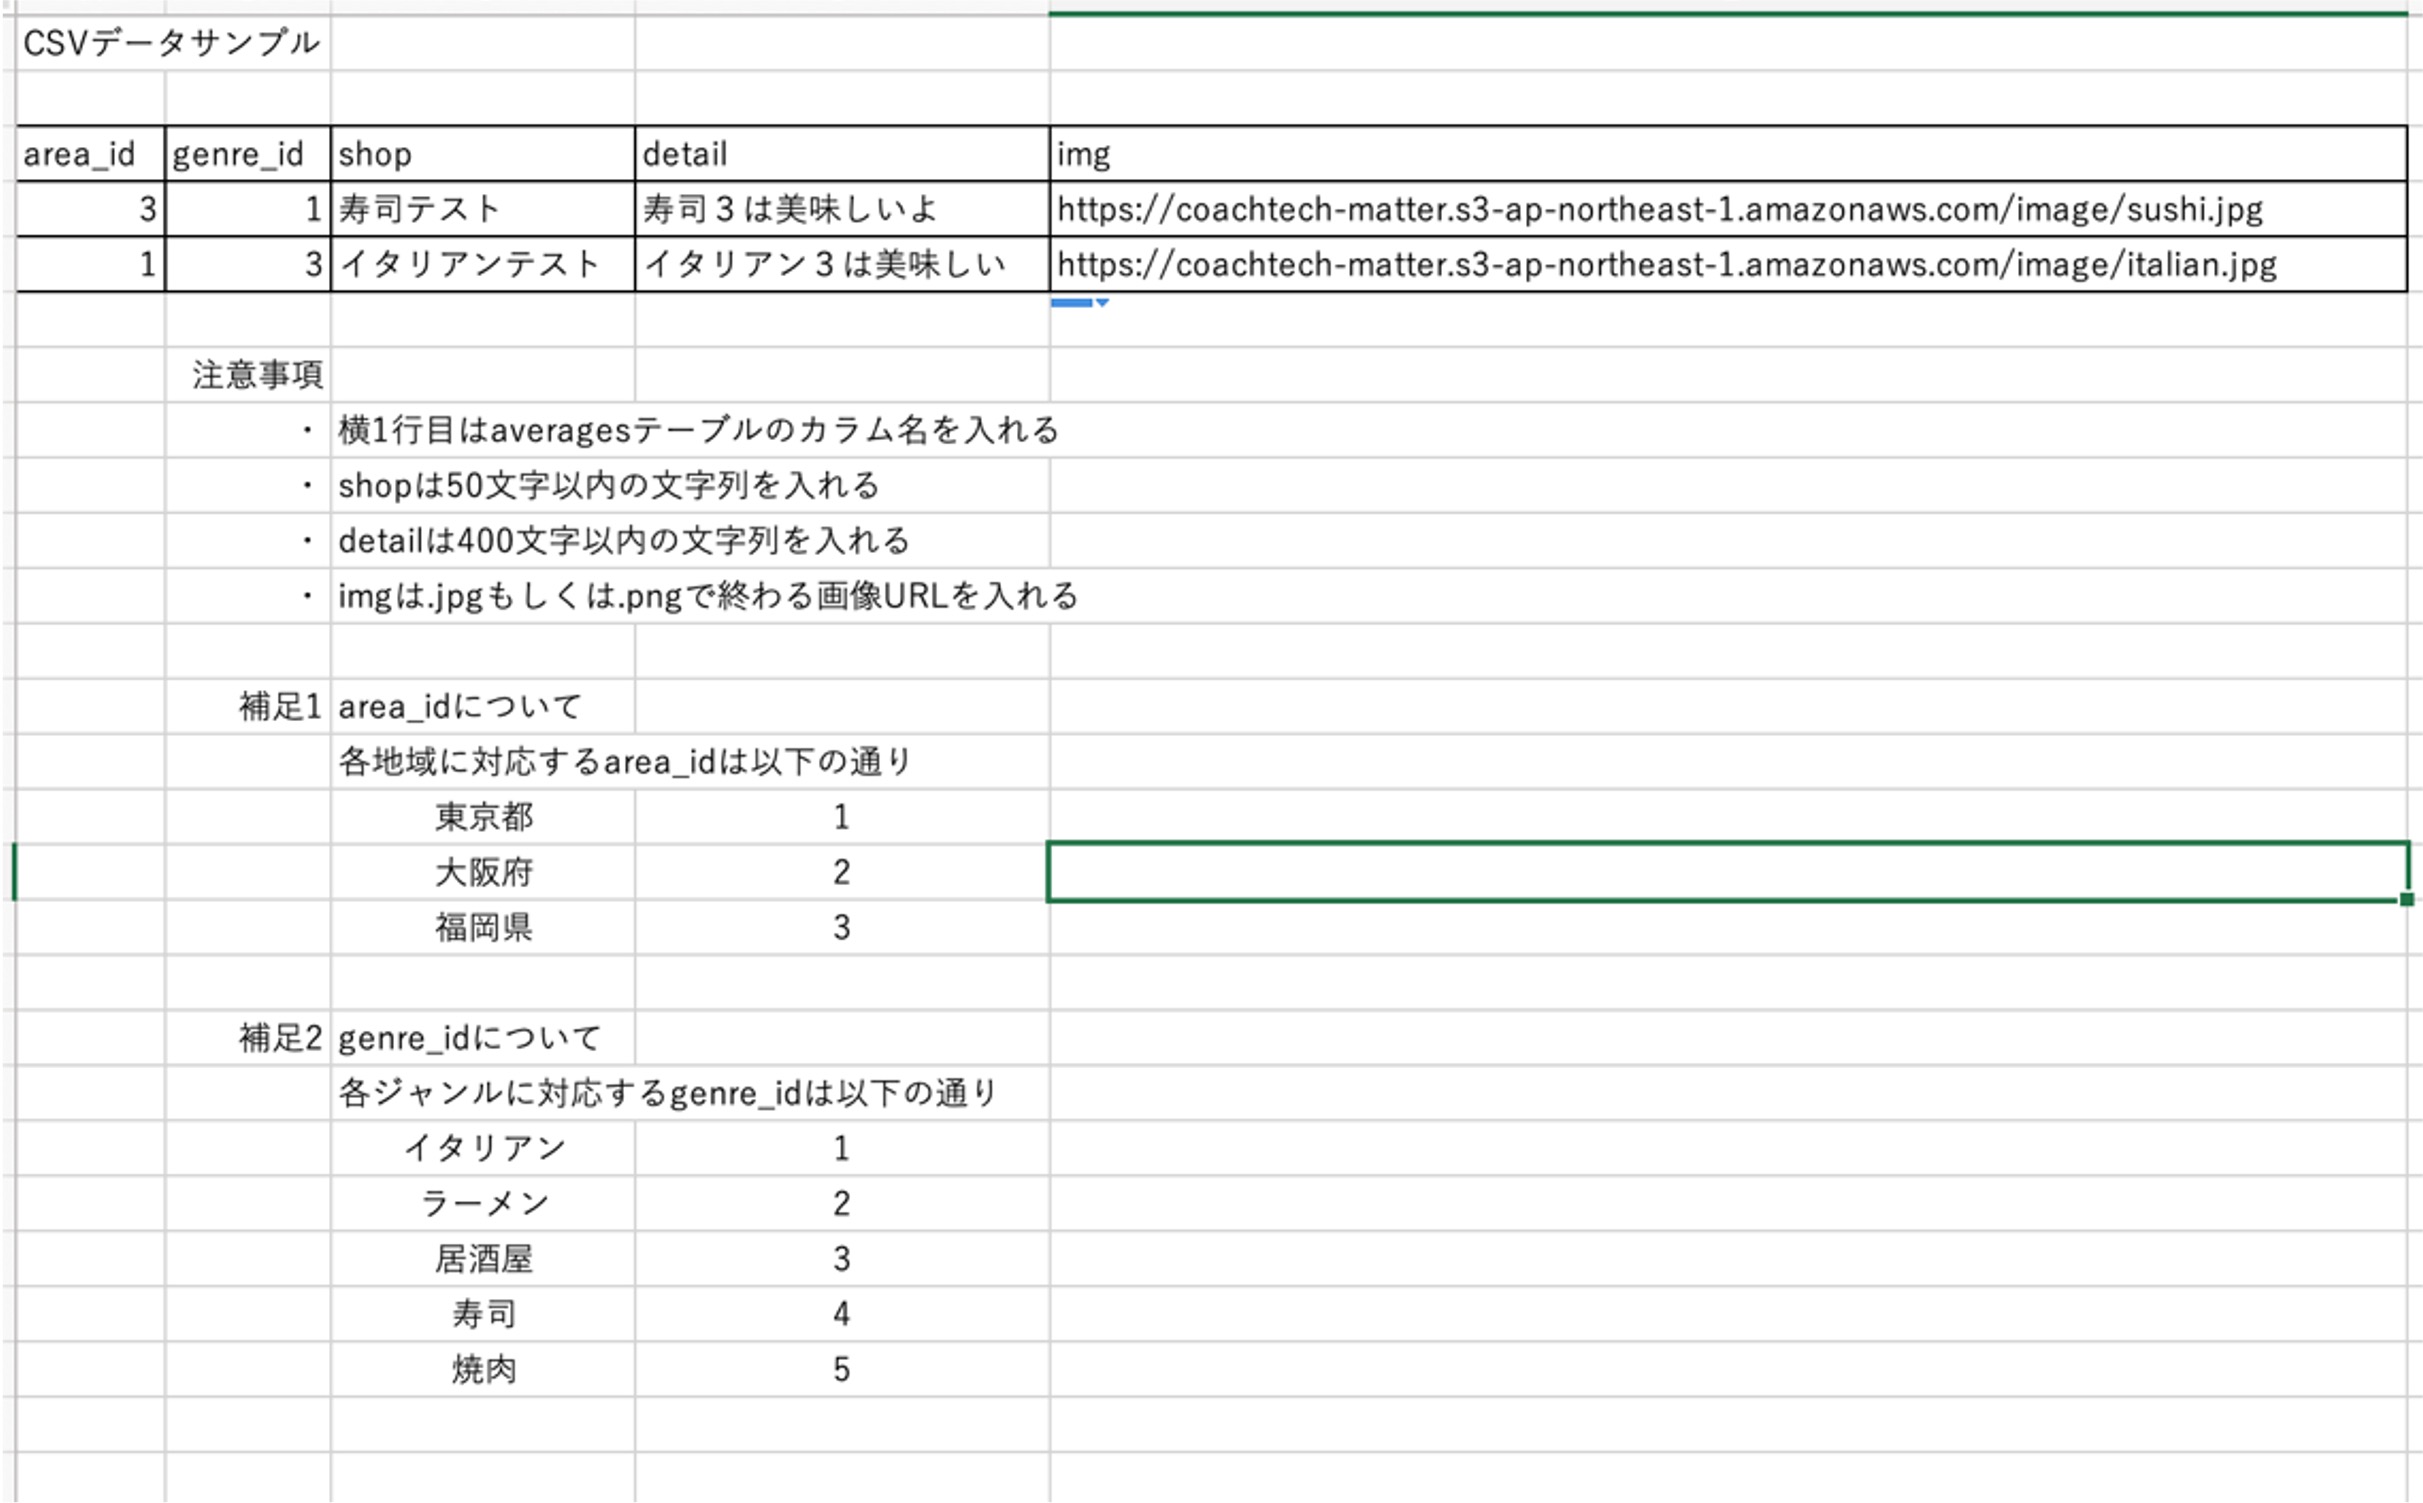 CSVデータサンプル
area_id genre_id shop detail img
3 1 寿司テスト 寿司３は美味しいよ https://coachtech-matter.s3-ap-northeast-1.amazonaws.com/image/sushi.jpg
1 3 イタリアンテスト イタリアン３は美味しい https://coachtech-matter.s3-ap-northeast-1.amazonaws.com/image/italian.jpg
注意事項
・ 横1行目はaveragesテーブルのカラム名を入れる
・ shopは50文字以内の文字列を入れる
・ detailは400文字以内の文字列を入れる
・ imgは.jpgもしくは.pngで終わる画像URLを入れる
補足1 area_idについて
各地域に対応するarea_idは以下の通り
東京都 1
大阪府 2
福岡県 3
補足2 genre_idについて
各ジャンルに対応するgenre_idは以下の通り
イタリアン 1
ラーメン 2
居酒屋 3
寿司 4
焼肉 5